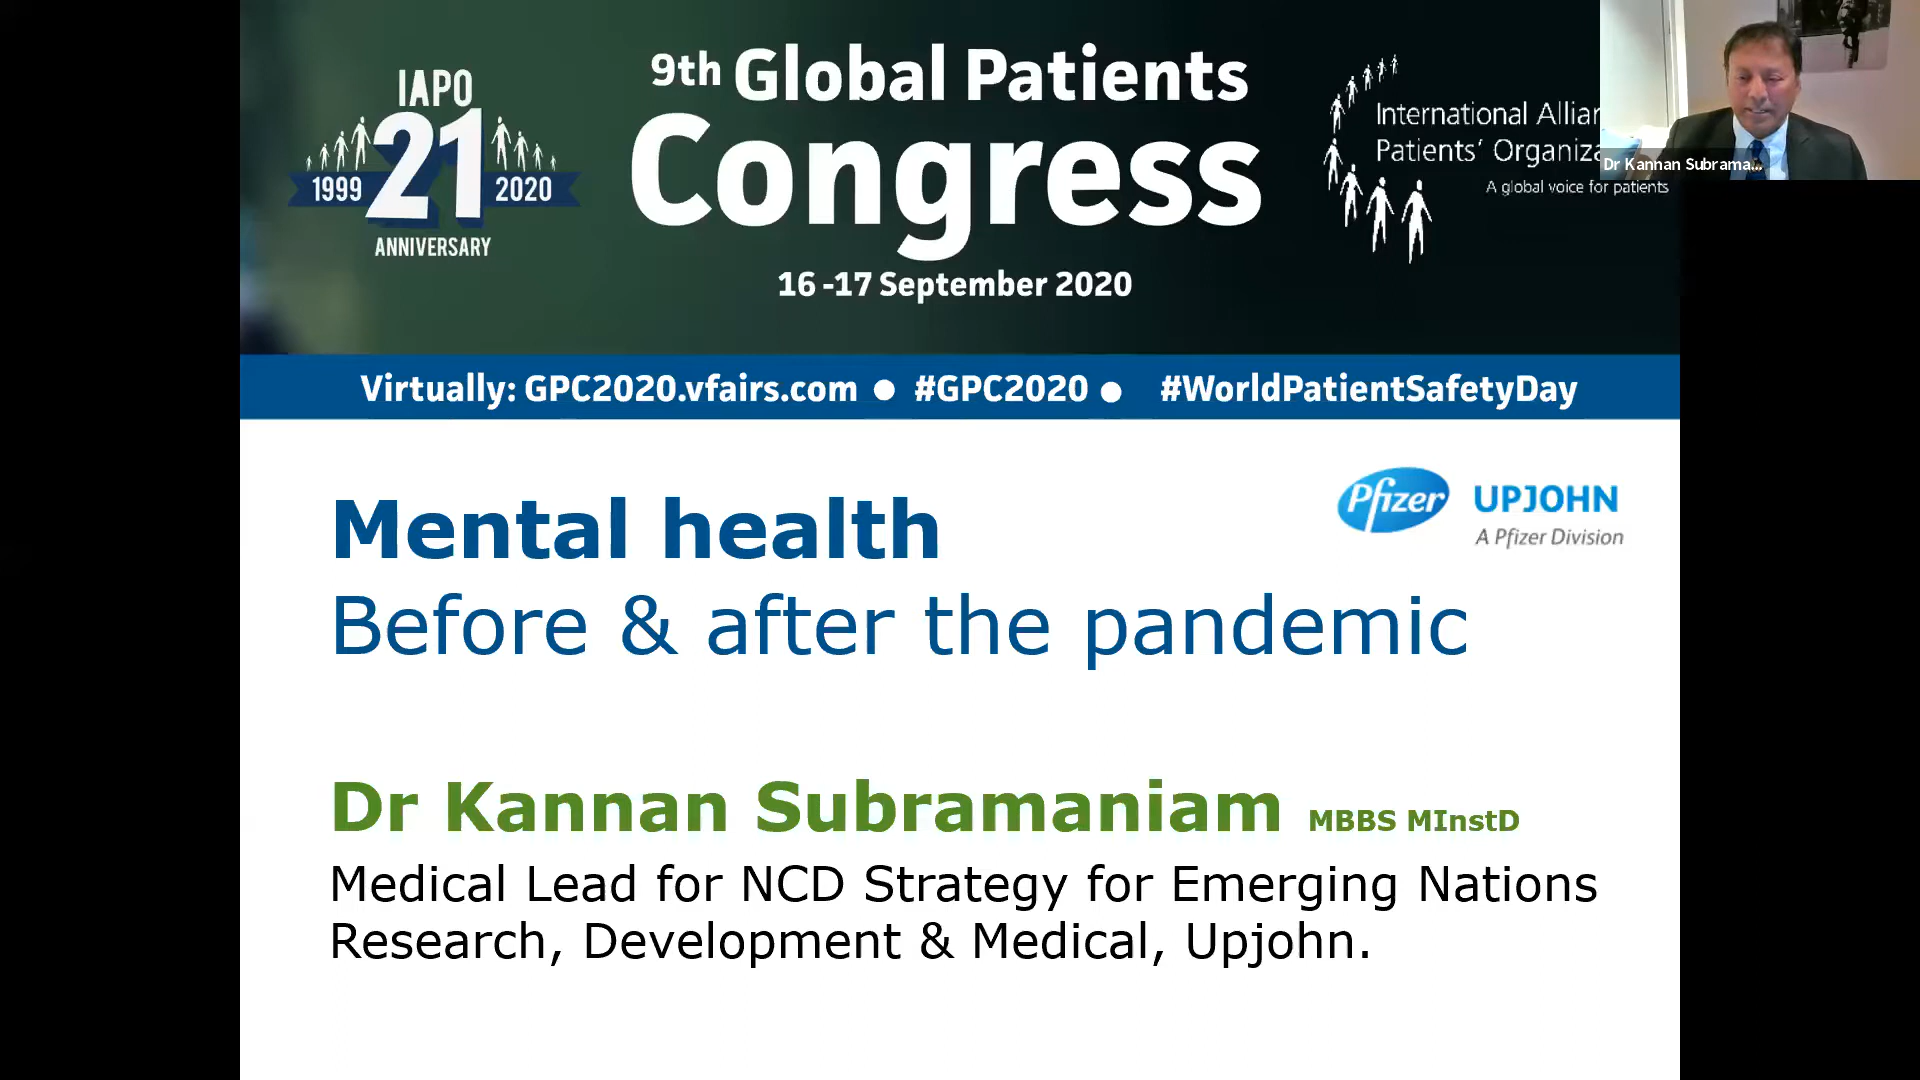 IAPO
21
1999
2020
ANNIVERSARY
9th Global Patients
Congress
16-17 September 2020
International Allian
Patients' Organiza
A global voice for patients
Dr Kannan Subrama...
Virtually: GPC2020.vfairs.com ● #GPC2020 ● #WorldPatientSafetyDay
Pfizer
UPJOHN
A Pfizer Division
Mental health
Before & after the pandemic
Dr Kannan Subramaniam MBBS MInstD
Medical Lead for NCD Strategy for Emerging Nations
Research, Development & Medical, Upjohn.